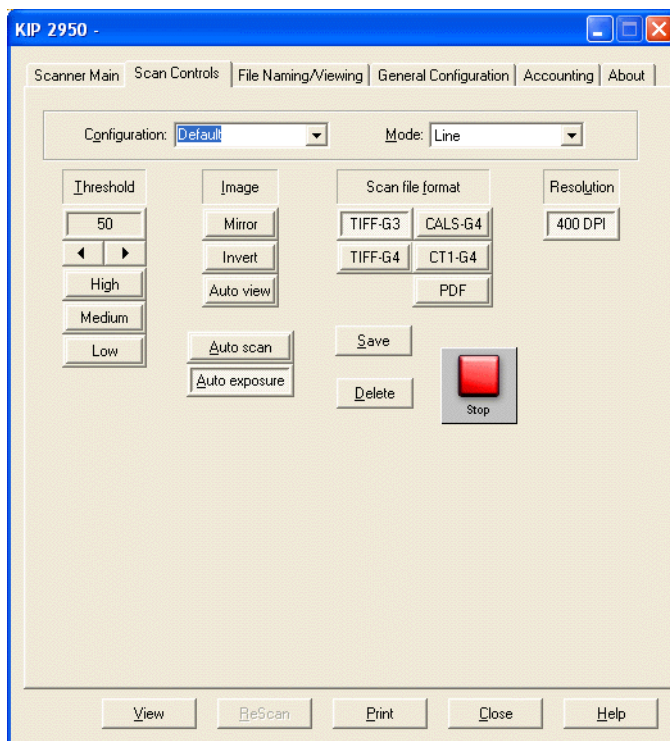 KIP 2950 -
Scanner Main Scan Controls File Naming/Viewing General Configuration Accounting About
Configuration: Default Mode: Line
Threshold Image Scan file format Resolution
50 Mirror TIFF-G3 CALS-G4 400 DPI
Invert TIFF-G4 CT1-G4
High Auto view PDF
Medium
Low Auto scan Save
Auto exposure Delete
Stop
View ReScan Print Close Help